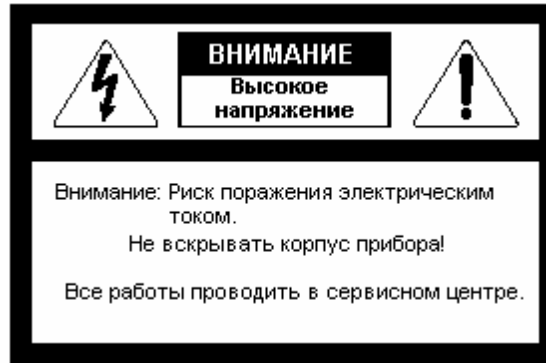 ВНИМАНИЕ
Высокое
напряжение
Внимание: Риск поражения электрическим
током.
Не вскрывать корпус прибора!
Все работы проводить в сервисном центре.